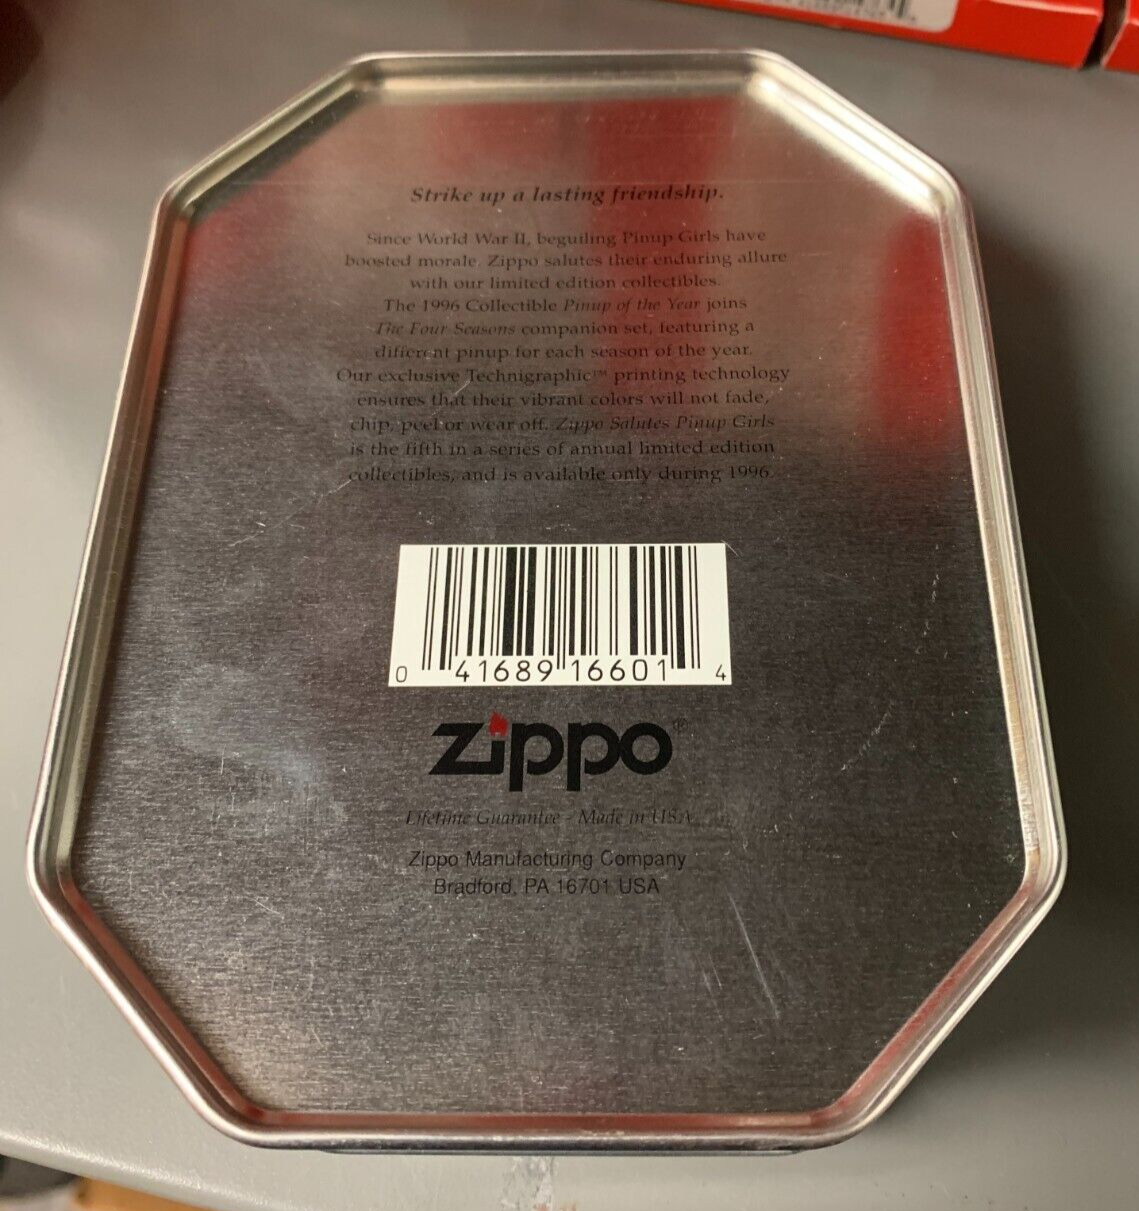 Strike up a lasting friendship.
Since World War II, beguiling Pinup Girls have
boosted morale. Zippo salutes their enduring allure
with our limited edition collectibles.
The 1996 Collectible Pinup of the Year joins
The Four Seasons companion set, featuring a
different pinup for each season of the year.
Our exclusive Technigraphic™ printing technology
ensures that their vibrant colors will not fade,
chip, peel or wear off. Zippo Salutes Pinup Girls
is the fifth in a series of annual limited edition
collectibles, and is available only during 1996.
0 41689 16601 4
zippo®
Lifetime Guarantee - Made in USA
Zippo Manufacturing Company
Bradford, PA 16701 USA